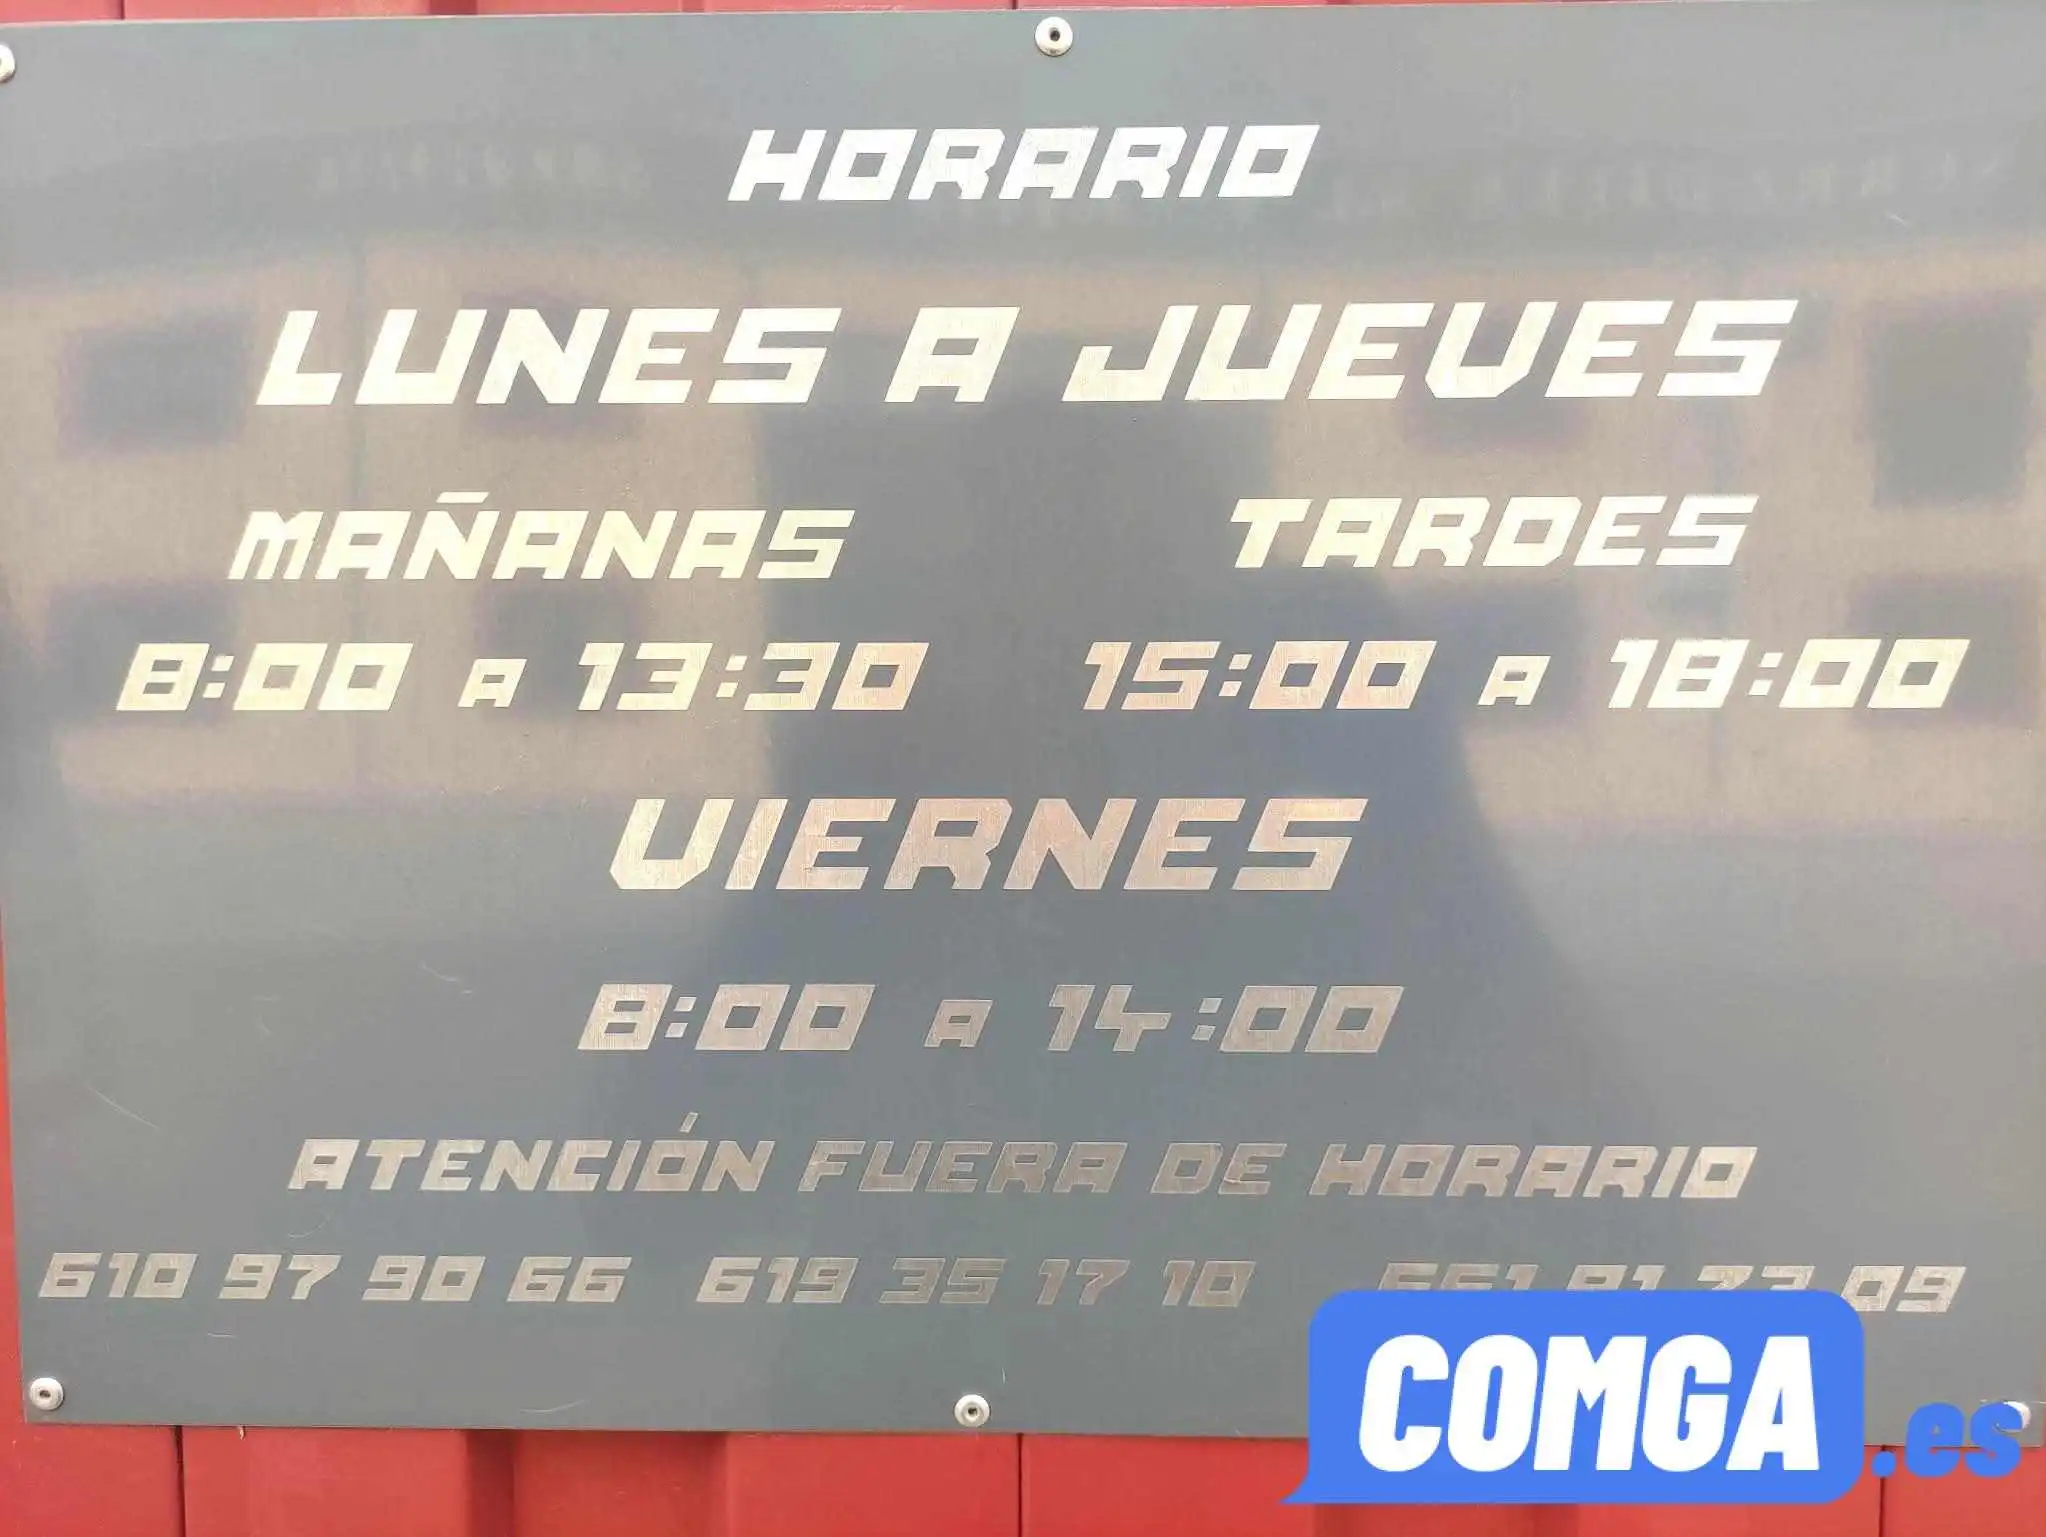 HORARIO
LUNES A JUEVES
MAÑANAS TARDES
8:00 A 13:30 15:00 A 18:00
VIERNES
8:00 A 14:00
ATENCIÓN FUERA DE HORARIO
610 97 90 66 619 35 17 10 09
COMGA.es